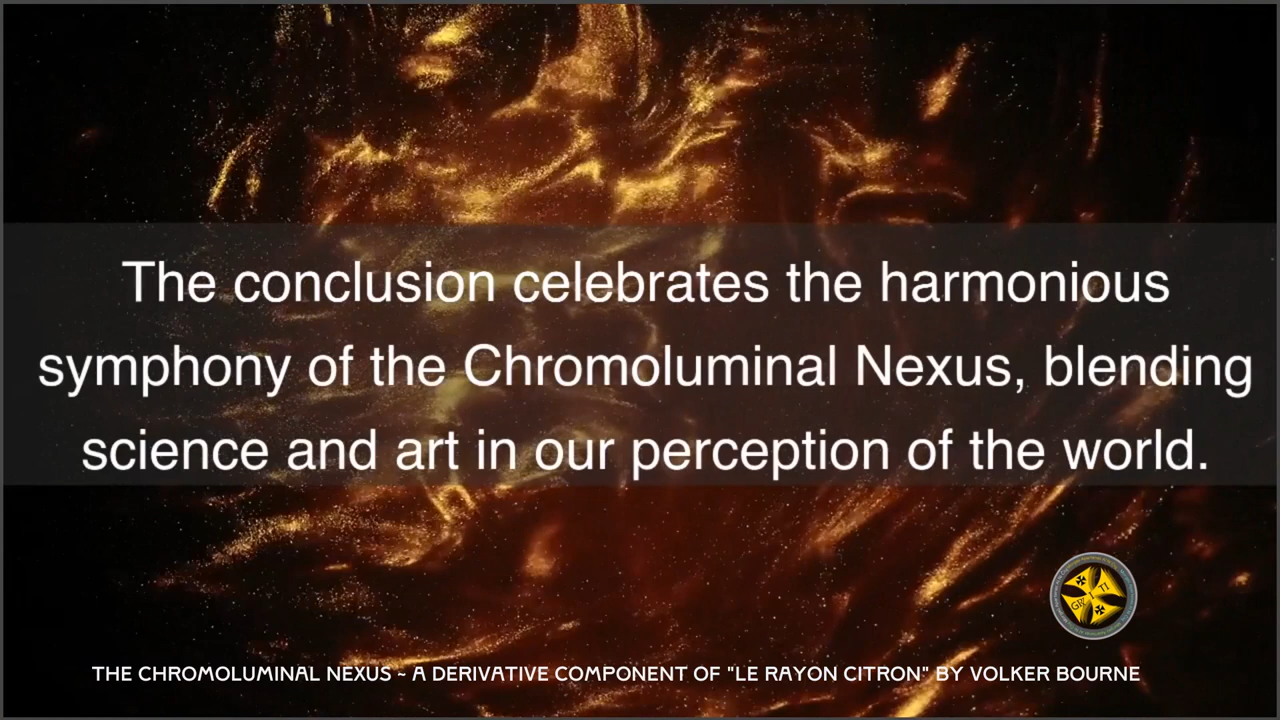 The conclusion celebrates the harmonious
symphony of the Chromoluminal Nexus, blending
science and art in our perception of the world.
THE CHROMOLUMINAL NEXUS ~ A DERIVATIVE COMPONENT OF "LE RAYON CITRON" BY VOLKER BOURNE